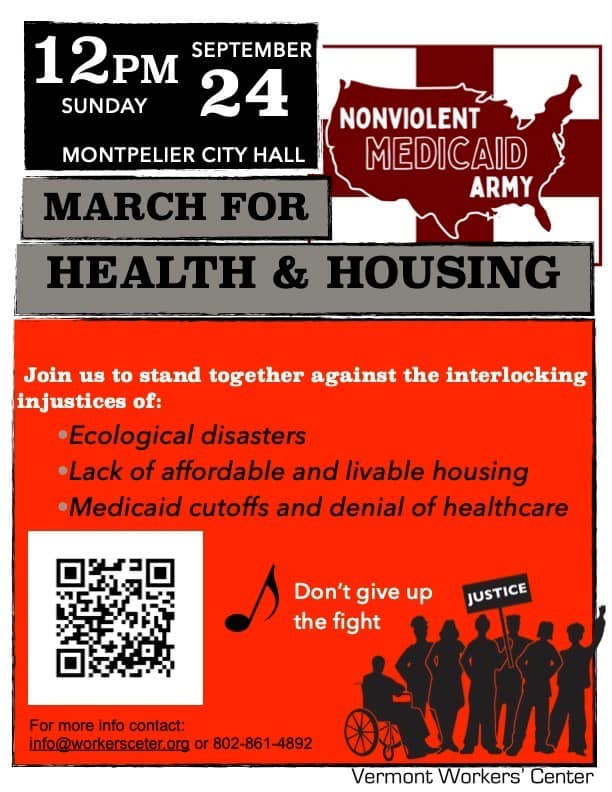 12PM
SUNDAY
SEPTEMBER
24
MONTPELIER CITY HALL
NONVIOLENT
MEDICAID
ARMY
MARCH FOR
HEALTH & HOUSING
Join us to stand together against the interlocking
injustices of:
•Ecological disasters
•Lack of affordable and livable housing
•Medicaid cutoffs and denial of healthcare
Don't give up
the fight
JUSTICE
For more info contact:
info@workersceter.org or 802-861-4892
Vermont Workers' Center